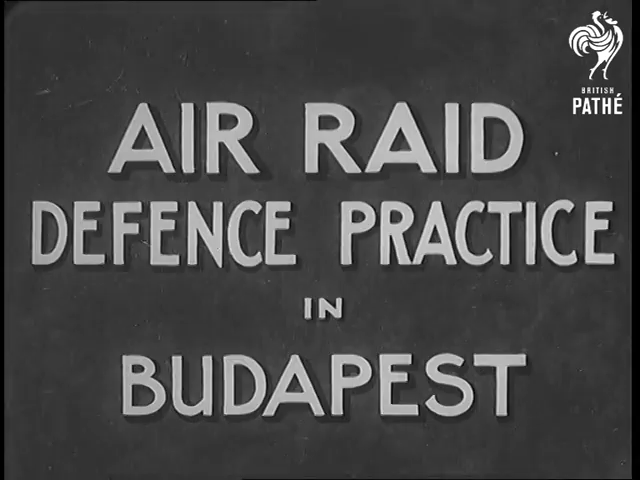 BRITISH
PATHÉ
AIR RAID
DEFENCE PRACTICE
IN
BUDAPEST